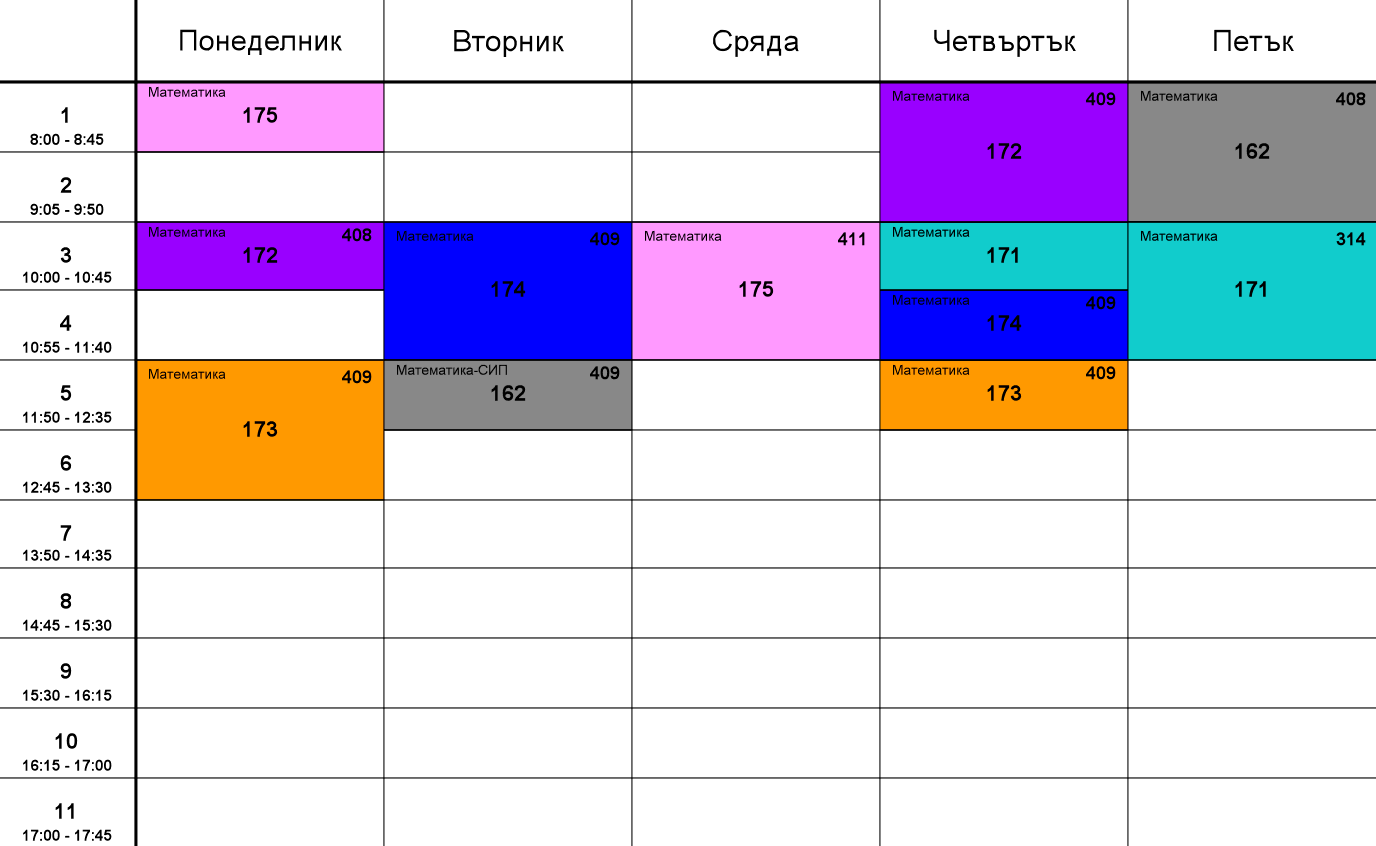 Понеделник Вторник Сряда Четвъртък Петък
1
8:00 - 8:45
Математика
175
Математика 409
172
Математика 408
162
2
9:05 - 9:50
3
10:00 - 10:45
Математика 408
172
Математика 409
174
Математика 411
175
Математика
171
Математика 314
171
4
10:55 - 11:40
Математика 409
174
5
11:50 - 12:35
Математика 409
173
Математика-СИП 409
162
Математика 409
173
6
12:45 - 13:30
7
13:50 - 14:35
8
14:45 - 15:30
9
15:30 - 16:15
10
16:15 - 17:00
11
17:00 - 17:45